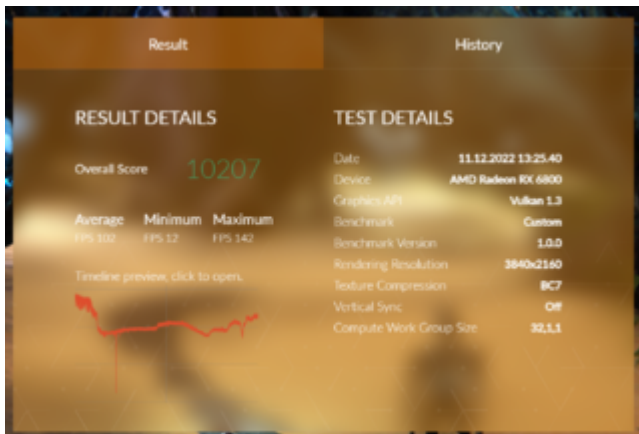 Result
History
RESULT DETAILS
Overall Score 10207
Average Minimum Maximum
FPS 102 FPS 12 FPS 142
Timeline preview, click to open.
TEST DETAILS
Date 11.12.2022 13:25.40
Device AMD Radeon RX 6800
Graphics API Vulkan 1.3
Benchmark Custom
Benchmark Version 1.0.0
Rendering Resolution 3840x2160
Texture Compression BC7
Vertical Sync Off
Compute Work Group Size 32,1,1